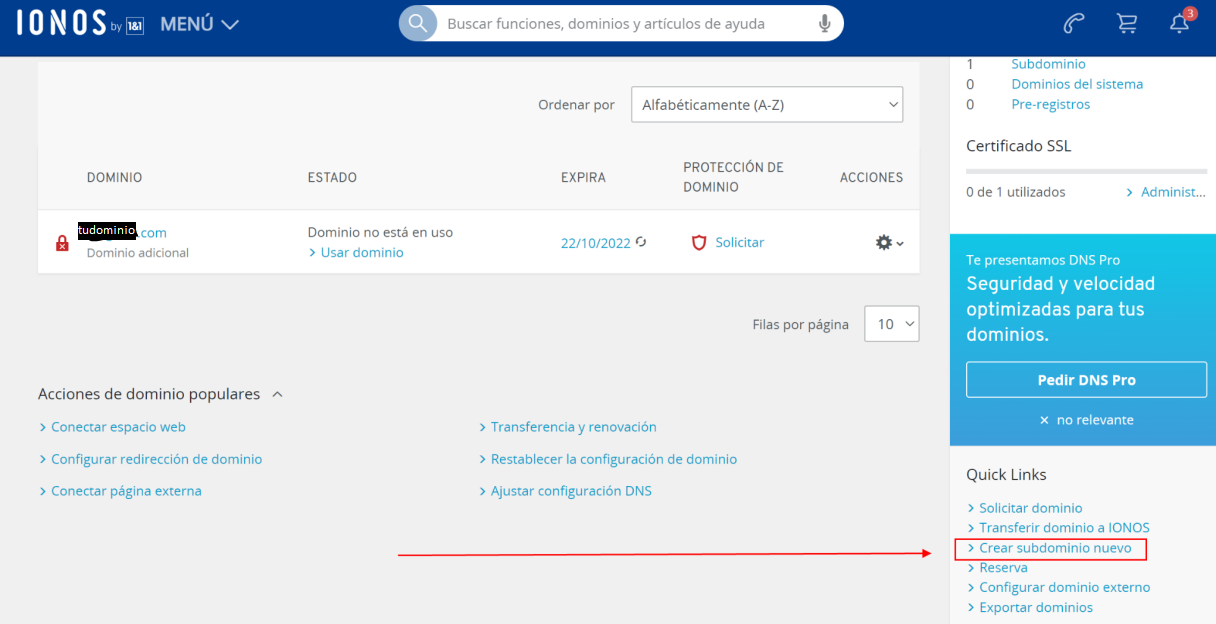 IONOS by 1&1 MENÚ Buscar funciones, dominios y artículos de ayuda 3
1 Subdominio
0 Dominios del sistema
0 Pre-registros
Ordenar por Alfabéticamente (A-Z)
Certificado SSL
0 de 1 utilizados Administ...
DOMINIO ESTADO EXPIRA PROTECCIÓN DE DOMINIO ACCIONES
tudominio .com Dominio no está en uso 22/10/2022 Solicitar
Dominio adicional Usar dominio
Te presentamos DNS Pro
Seguridad y velocidad
optimizadas para tus
dominios.
Pedir DNS Pro
no relevante
Filas por página 10
Acciones de dominio populares
Conectar espacio web Transferencia y renovación
Configurar redirección de dominio Restablecer la configuración de dominio
Conectar página externa Ajustar configuración DNS
Quick Links
Solicitar dominio
Transferir dominio a IONOS
Crear subdominio nuevo
Reserva
Configurar dominio externo
Exportar dominios